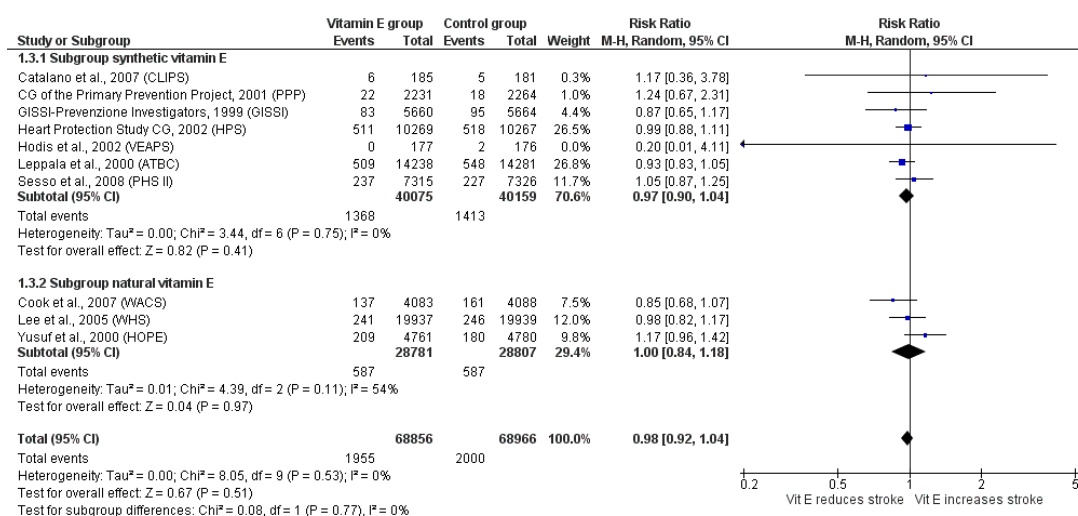 Vitamin E group Control group Risk Ratio Risk Ratio
Study or Subgroup Events Total Events Total Weight M-H, Random, 95% CI M-H, Random, 95% CI
1.3.1 Subgroup synthetic vitamin E
Catalano et al., 2007 (CLIPS) 6 185 5 181 0.3% 1.17 [0.36, 3.78]
CG of the Primary Prevention Project, 2001 (PPP) 22 2231 18 2264 1.0% 1.24 [0.67, 2.31]
GISSI-Prevenzione Investigators, 1999 (GISSI) 83 5660 95 5664 4.4% 0.87 [0.65, 1.17]
Heart Protection Study CG, 2002 (HPS) 511 10269 518 10267 26.5% 0.99 [0.88, 1.11]
Hodis et al., 2002 (VEAPS) 0 177 2 176 0.0% 0.20 [0.01, 4.11]
Leppala et al., 2000 (ATBC) 509 14238 548 14281 26.8% 0.93 [0.83, 1.05]
Sesso et al., 2008 (PHS II) 237 7315 227 7326 11.7% 1.05 [0.87, 1.25]
Subtotal (95% CI) 40075 40159 70.6% 0.97 [0.90, 1.04]
Total events 1368 1413
Heterogeneity: Tau² = 0.00; Chi² = 3.44, df = 6 (P = 0.75); I² = 0%
Test for overall effect: Z = 0.82 (P = 0.41)
1.3.2 Subgroup natural vitamin E
Cook et al., 2007 (WACS) 137 4083 161 4088 7.5% 0.85 [0.68, 1.07]
Lee et al., 2005 (WHS) 241 19937 246 19939 12.0% 0.98 [0.82, 1.17]
Yusuf et al., 2000 (HOPE) 209 4761 180 4780 9.8% 1.17 [0.96, 1.42]
Subtotal (95% CI) 28781 28807 29.4% 1.00 [0.84, 1.18]
Total events 587 587
Heterogeneity: Tau² = 0.01; Chi² = 4.39, df = 2 (P = 0.11); I² = 54%
Test for overall effect: Z = 0.04 (P = 0.97)
Total (95% CI) 68856 68966 100.0% 0.98 [0.92, 1.04]
Total events 1955 2000
Heterogeneity: Tau² = 0.00; Chi² = 8.05, df = 9 (P = 0.53); I² = 0%
Test for overall effect: Z = 0.67 (P = 0.51)
Test for subgroup differences: Chi² = 0.08, df = 1 (P = 0.77), I² = 0%
0.2 0.5 1 2 5
Vit E reduces stroke Vit E increases stroke